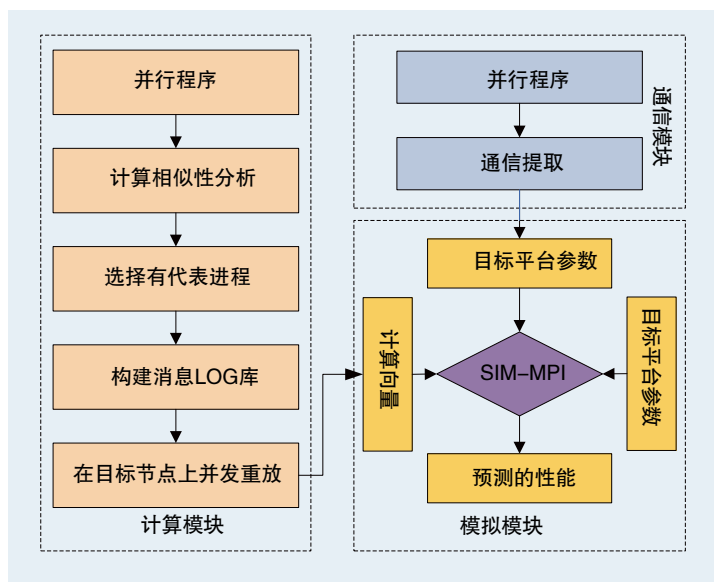 并行程序
计算相似性分析
选择有代表进程
构建消息LOG库
在目标节点上并发重放
计算模块
并行程序
通信提取
通信模块
目标平台参数
计算向量
SIM-MPI
目标平台参数
预测的性能
模拟模块